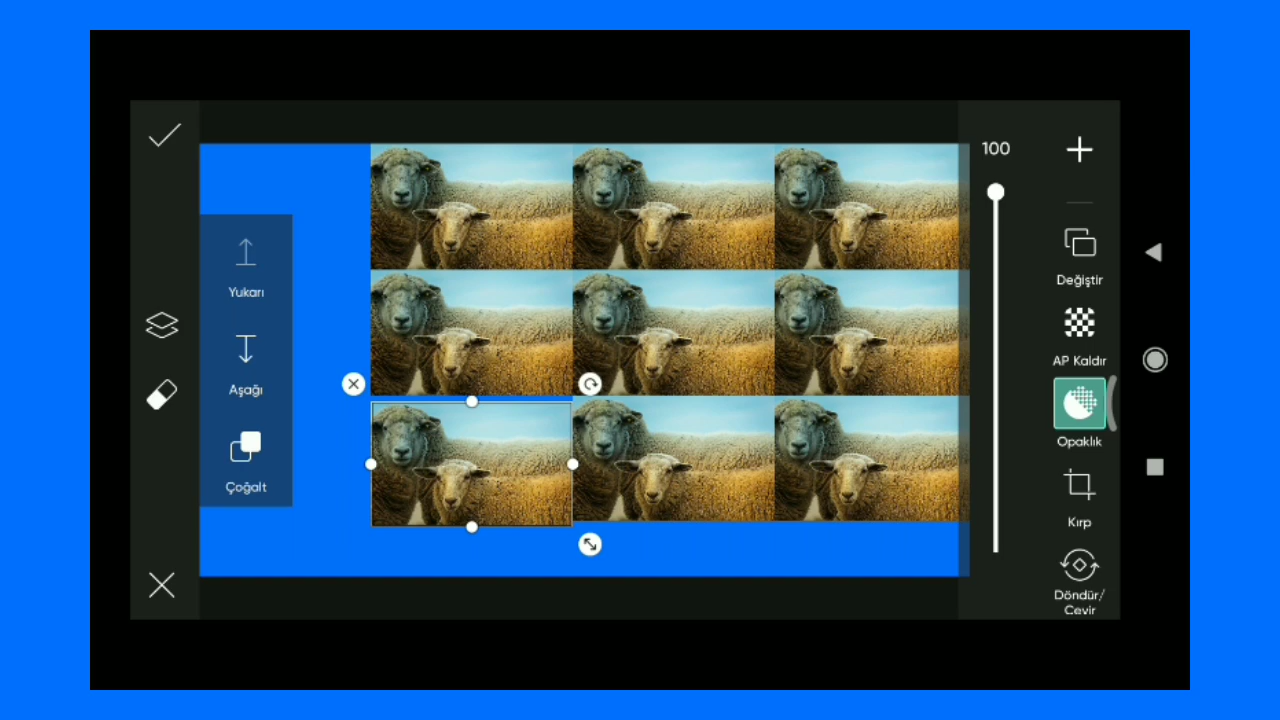 Yukarı
Aşağı
Çoğalt
100
Değiştir
AP Kaldır
Opaklık
Kırp
Döndür/
Çevir